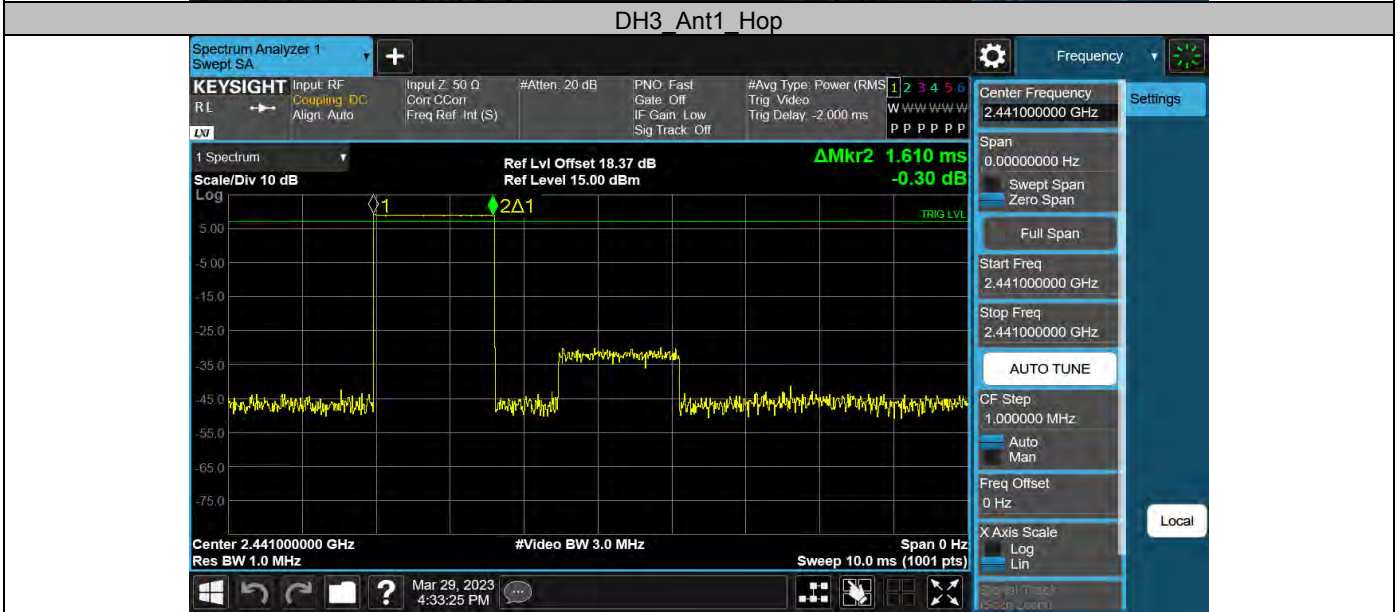 DH3_Ant1_Hop
Spectrum Analyzer 1
Swept SA
Frequency
KEYSIGHT
RL
LXI
Input: RF
Coupling: DC
Align: Auto
Input Z: 50 Ω
Corr CCorr
Freq Ref: Int (S)
#Atten: 20 dB
PNO: Fast
Gate: Off
IF Gain: Low
Sig Track: Off
#Avg Type: Power (RMS
Trig: Video
Trig Delay: -2.000 ms
1 2 3 4 5 6
W W W W W W
P P P P P P
1 Spectrum
Scale/Div 10 dB
Log
Ref Lvl Offset 18.37 dB
Ref Level 15.00 dBm
ΔMkr2 1.610 ms
-0.30 dB
1
2Δ1
TRIG LVL
5.00
-5.00
-15.0
-25.0
-35.0
-45.0
-55.0
-65.0
-75.0
Center 2.441000000 GHz
Res BW 1.0 MHz
#Video BW 3.0 MHz
Span 0 Hz
Sweep 10.0 ms (1001 pts)
Mar 29, 2023
4:33:25 PM
Center Frequency
2.441000000 GHz
Settings
Span
0.00000000 Hz
Swept Span
Zero Span
Full Span
Start Freq
2.441000000 GHz
Stop Freq
2.441000000 GHz
AUTO TUNE
CF Step
1.000000 MHz
Auto
Man
Freq Offset
0 Hz
X Axis Scale
Log
Lin
Local
Signal Track
(Span Zoom)